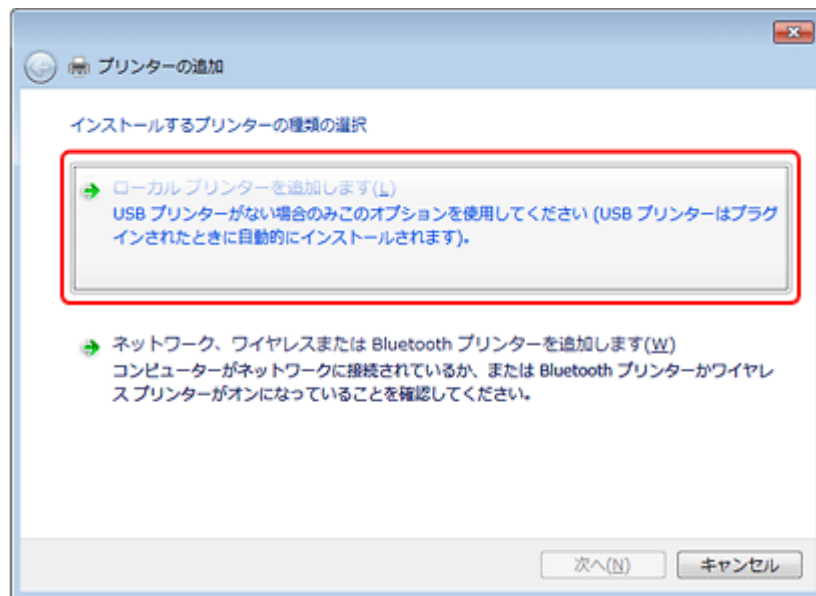 プリンターの追加
インストールするプリンターの種類の選択
ローカル プリンターを追加します(L)
USB プリンターがない場合のみこのオプションを使用してください (USB プリンターはプラグ
インされたときに自動的にインストールされます)。
ネットワーク、ワイヤレスまたは Bluetooth プリンターを追加します(W)
コンピューターがネットワークに接続されているか、または Bluetooth プリンターかワイヤレ
ス プリンターがオンになっていることを確認してください。
次へ(N)
キャンセル